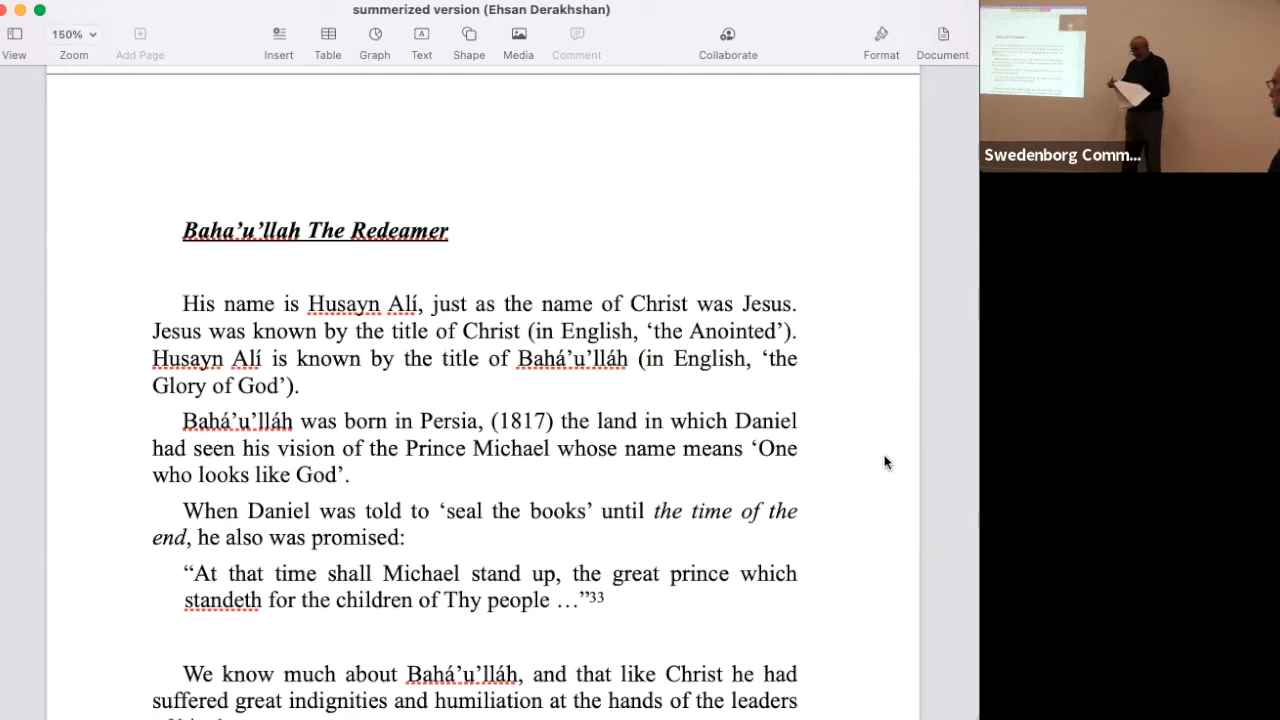 summerized version (Ehsan Derakhshan)
View
150%
Zoom
Add Page
Insert
Table
Graph
Text
Shape
Media
Comment
Collaborate
Format
Document
Baha’u’llah The Redeamer
His name is Husayn Alí, just as the name of Christ was Jesus.
Jesus was known by the title of Christ (in English, ‘the Anointed’).
Husayn Alí is known by the title of Bahá’u’lláh (in English, ‘the
Glory of God’).
Bahá’u’lláh was born in Persia, (1817) the land in which Daniel
had seen his vision of the Prince Michael whose name means ‘One
who looks like God’.
When Daniel was told to ‘seal the books’ until the time of the
end, he also was promised:
“At that time shall Michael stand up, the great prince which
standeth for the children of Thy people …”33
We know much about Bahá’u’lláh, and that like Christ he had
suffered great indignities and humiliation at the hands of the leaders
Swedenborg Comm...